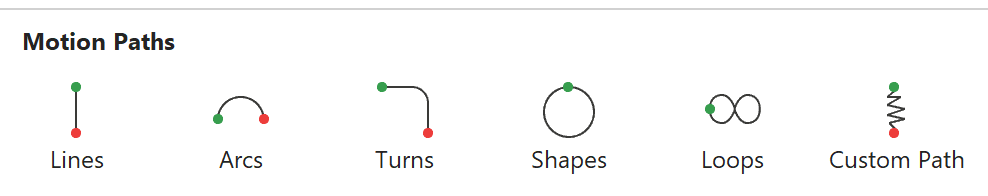 Motion Paths
Lines Arcs Turns Shapes Loops Custom Path